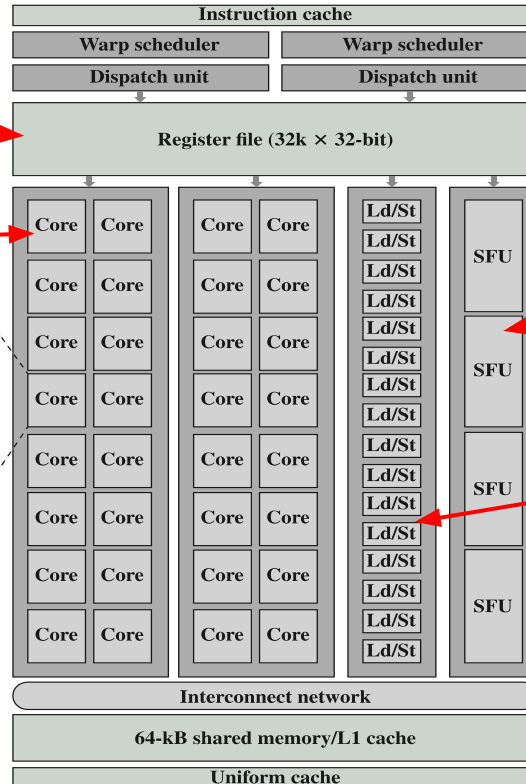 Instruction cache
Warp scheduler Warp scheduler
Dispatch unit Dispatch unit
Register file (32k × 32-bit)
Core Core Core Core Ld/St SFU
Ld/St
Core Core Core Core Ld/St
Ld/St
Core Core Core Core Ld/St SFU
Ld/St
Core Core Core Core Ld/St
Ld/St
Core Core Core Core Ld/St SFU
Ld/St
Core Core Core Core Ld/St
Ld/St
Core Core Core Core Ld/St SFU
Ld/St
Core Core Core Core Ld/St
Ld/St
Interconnect network
64-kB shared memory/L1 cache
Uniform cache